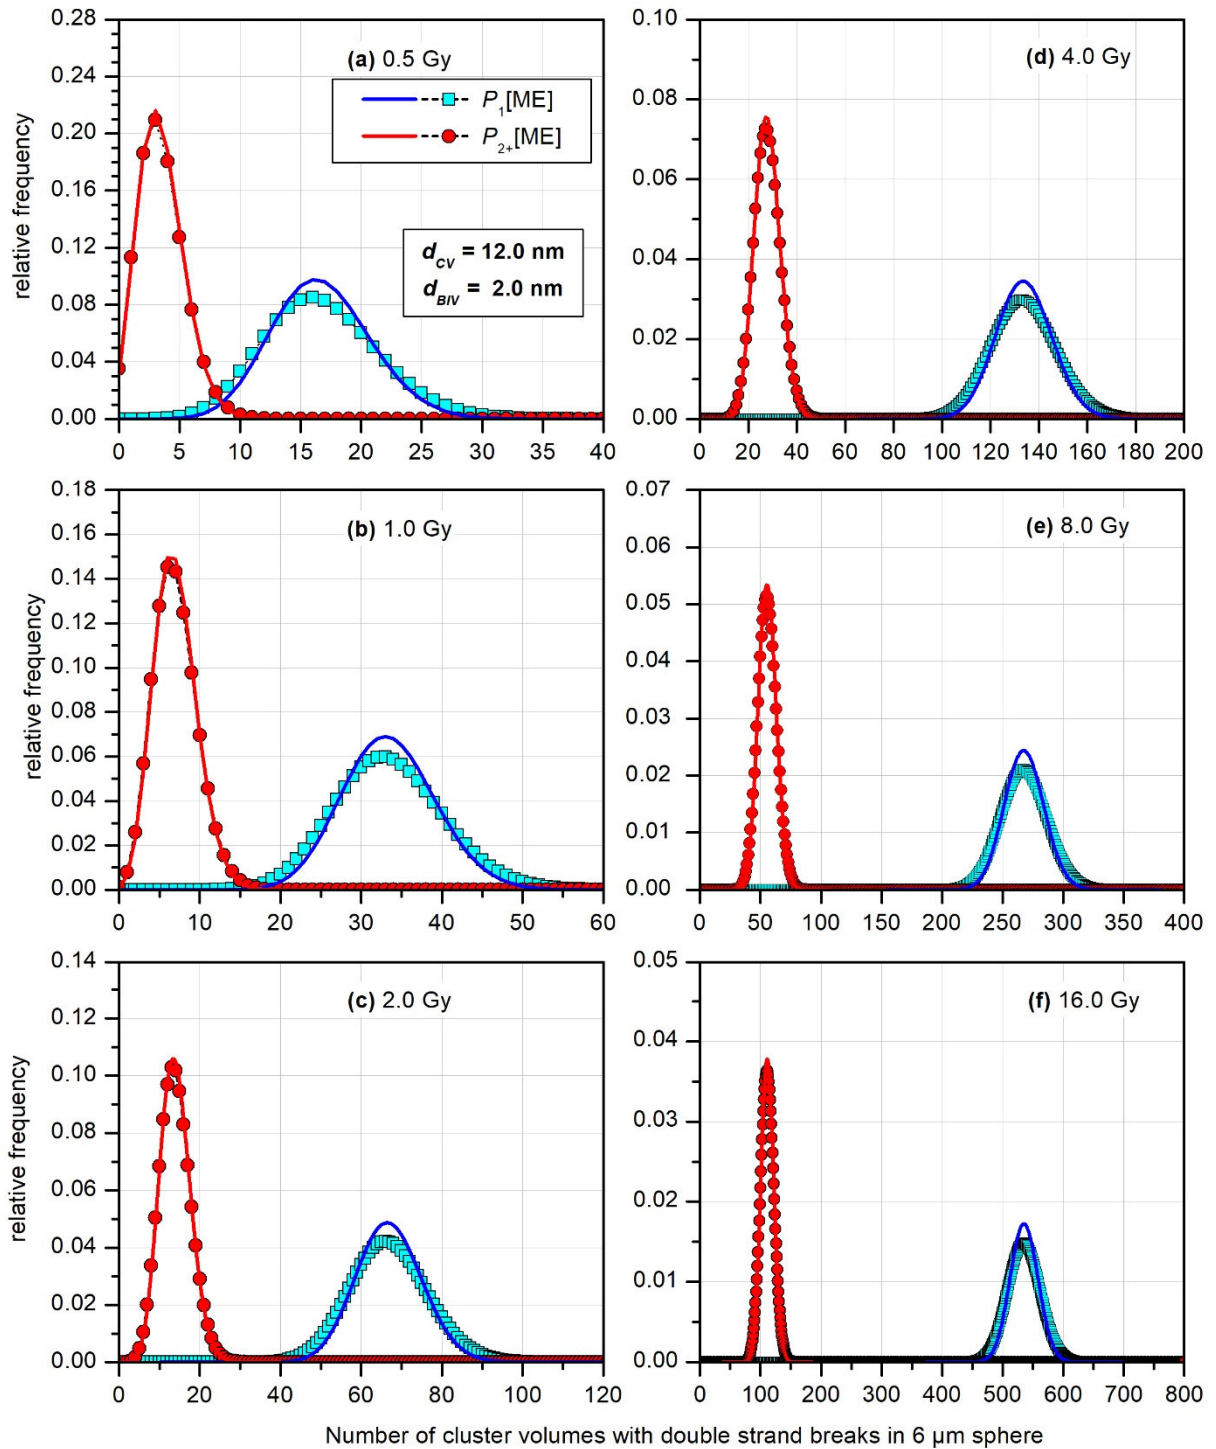 0.28
0.24
0.20
0.16
0.12
0.08
0.04
0.00
relative frequency
(a) 0.5 Gy
P1[ME]
P2+[ME]
dCV = 12.0 nm
dBIV = 2.0 nm
0 5 10 15 20 25 30 35 40
0.10
0.08
0.06
0.04
0.02
0.00
(d) 4.0 Gy
0 20 40 60 80 100 120 140 160 180 200
0.18
0.16
0.14
0.12
0.10
0.08
0.06
0.04
0.02
0.00
relative frequency
(b) 1.0 Gy
0 10 20 30 40 50 60
0.07
0.06
0.05
0.04
0.03
0.02
0.01
0.00
(e) 8.0 Gy
0 50 100 150 200 250 300 350 400
0.14
0.12
0.10
0.08
0.06
0.04
0.02
0.00
relative frequency
(c) 2.0 Gy
0 20 40 60 80 100 120
0.05
0.04
0.03
0.02
0.01
0.00
(f) 16.0 Gy
0 100 200 300 400 500 600 700 800
Number of cluster volumes with double strand breaks in 6 µm sphere